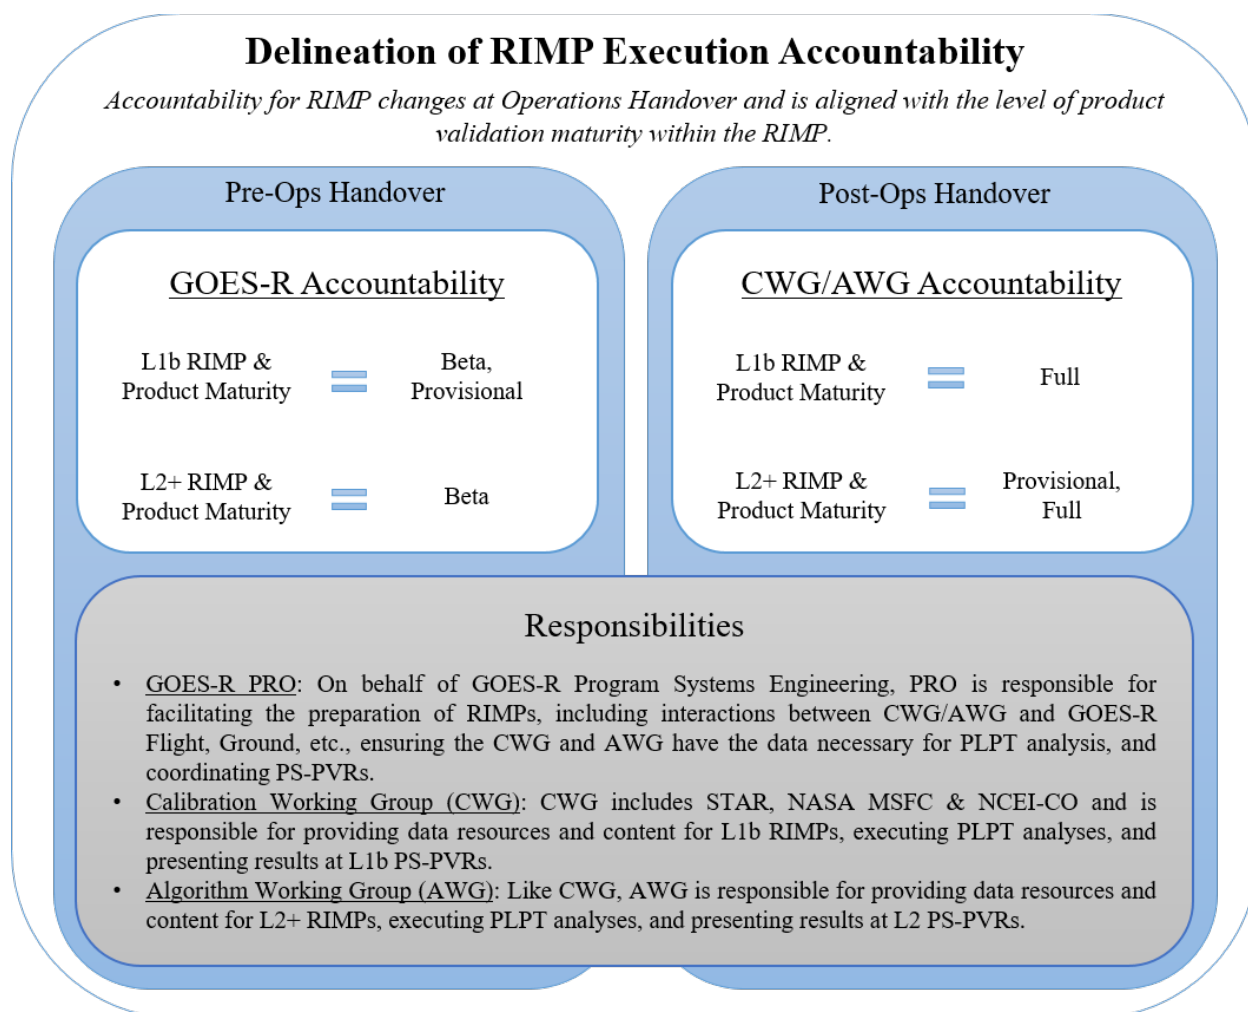 Delineation of RIMP Execution Accountability
Accountability for RIMP changes at Operations Handover and is aligned with the level of product
validation maturity within the RIMP.
Pre-Ops Handover
GOES-R Accountability
L1b RIMP &
Product Maturity
=
Beta,
Provisional
L2+ RIMP &
Product Maturity
=
Beta
Post-Ops Handover
CWG/AWG Accountability
L1b RIMP &
Product Maturity
=
Full
L2+ RIMP &
Product Maturity
=
Provisional,
Full
Responsibilities
• GOES-R PRO: On behalf of GOES-R Program Systems Engineering, PRO is responsible for
facilitating the preparation of RIMPs, including interactions between CWG/AWG and GOES-R
Flight, Ground, etc., ensuring the CWG and AWG have the data necessary for PLPT analysis, and
coordinating PS-PVRs.
• Calibration Working Group (CWG): CWG includes STAR, NASA MSFC & NCEI-CO and is
responsible for providing data resources and content for L1b RIMPs, executing PLPT analyses, and
presenting results at L1b PS-PVRs.
• Algorithm Working Group (AWG): Like CWG, AWG is responsible for providing data resources and
content for L2+ RIMPs, executing PLPT analyses, and presenting results at L2 PS-PVRs.